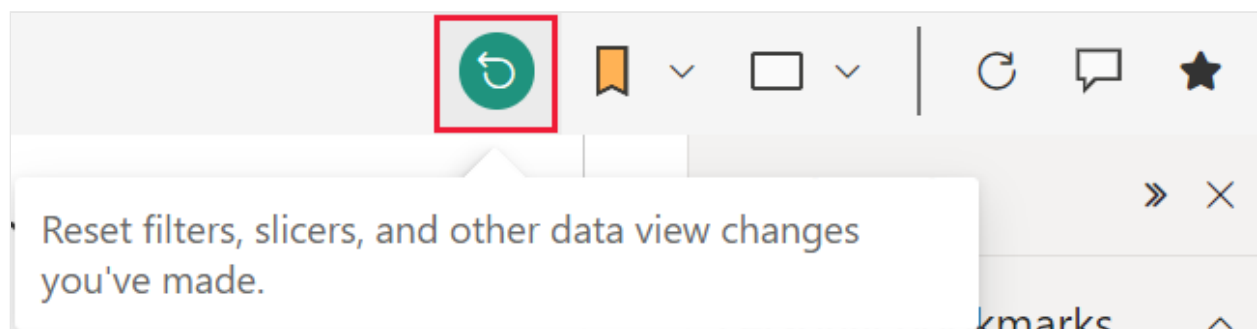 Reset filters, slicers, and other data view changes
you've made.